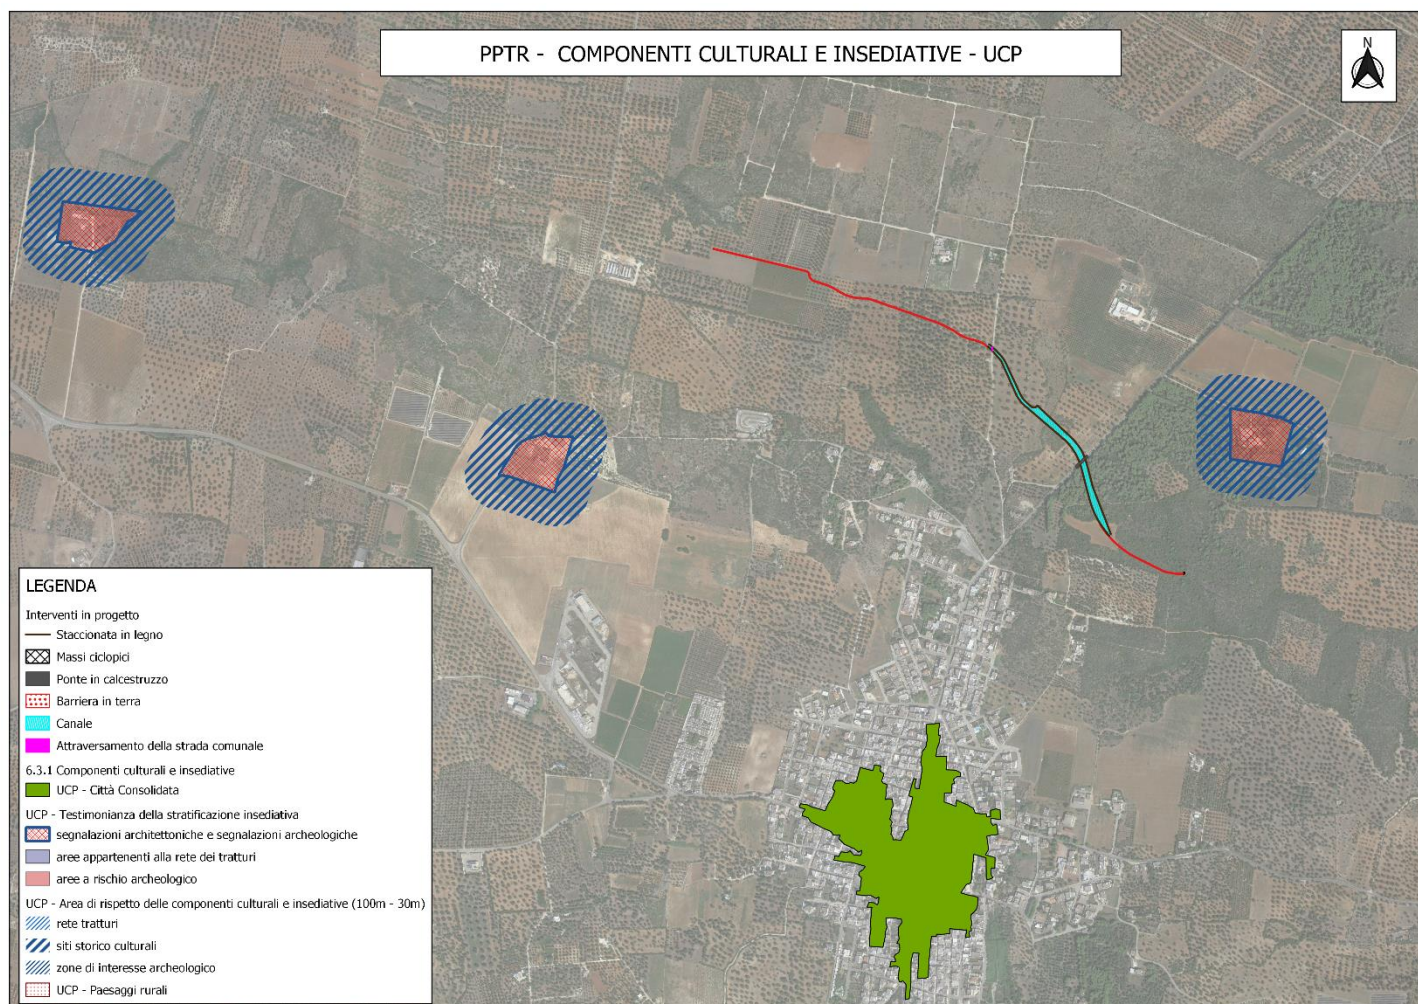 PPTR - COMPONENTI CULTURALI E INSEDIATIVE - UCP
N
LEGENDA
Interventi in progetto
Staccionata in legno
Massi ciclopici
Ponte in calcestruzzo
Barriera in terra
Canale
Attraversamento della strada comunale
6.3.1 Componenti culturali e insediative
UCP - Città Consolidata
UCP - Testimonianza della stratificazione insediativa
segnalazioni architettoniche e segnalazioni archeologiche
aree appartenenti alla rete dei tratturi
aree a rischio archeologico
UCP - Area di rispetto delle componenti culturali e insediative (100m - 30m)
rete tratturi
siti storico culturali
zone di interesse archeologico
UCP - Paesaggi rurali